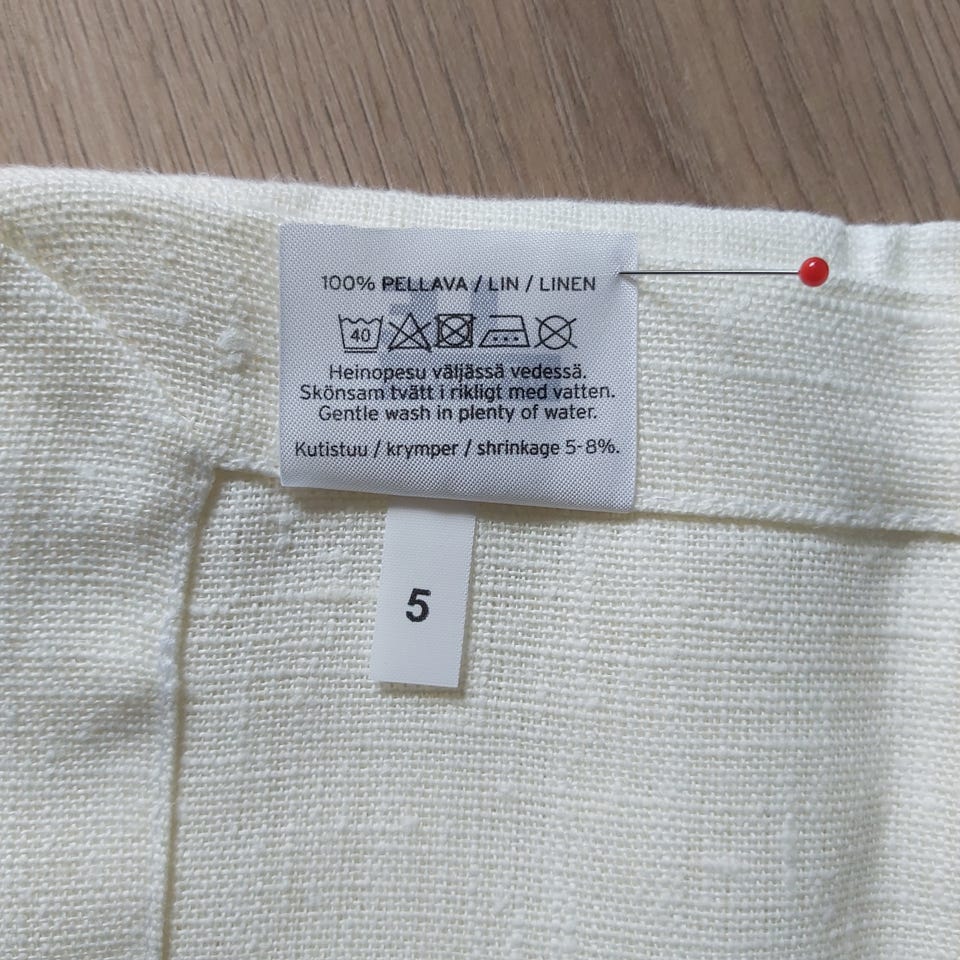 100% PELLAVA / LIN / LINEN
40
Heinopesu väljässä vedessä.
Skönsam tvätt i rikligt med vatten.
Gentle wash in plenty of water.
Kutistuu / krymper / shrinkage 5-8%.
5